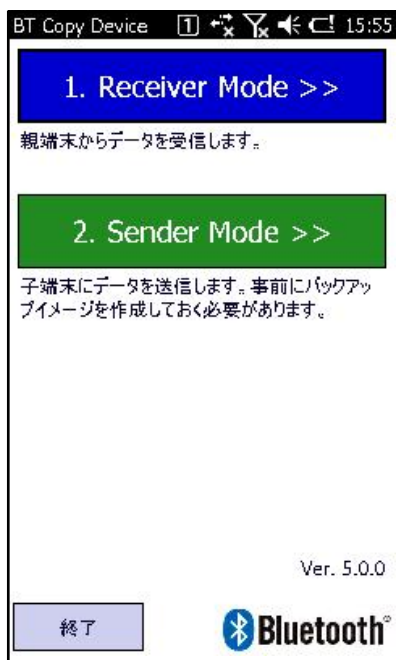 BT Copy Device 1 15:55
1. Receiver Mode >>
親端末からデータを受信します。
2. Sender Mode >>
子端末にデータを送信します。事前にバックアッ
プイメージを作成しておく必要があります。
Ver. 5.0.0
終了
Bluetooth®